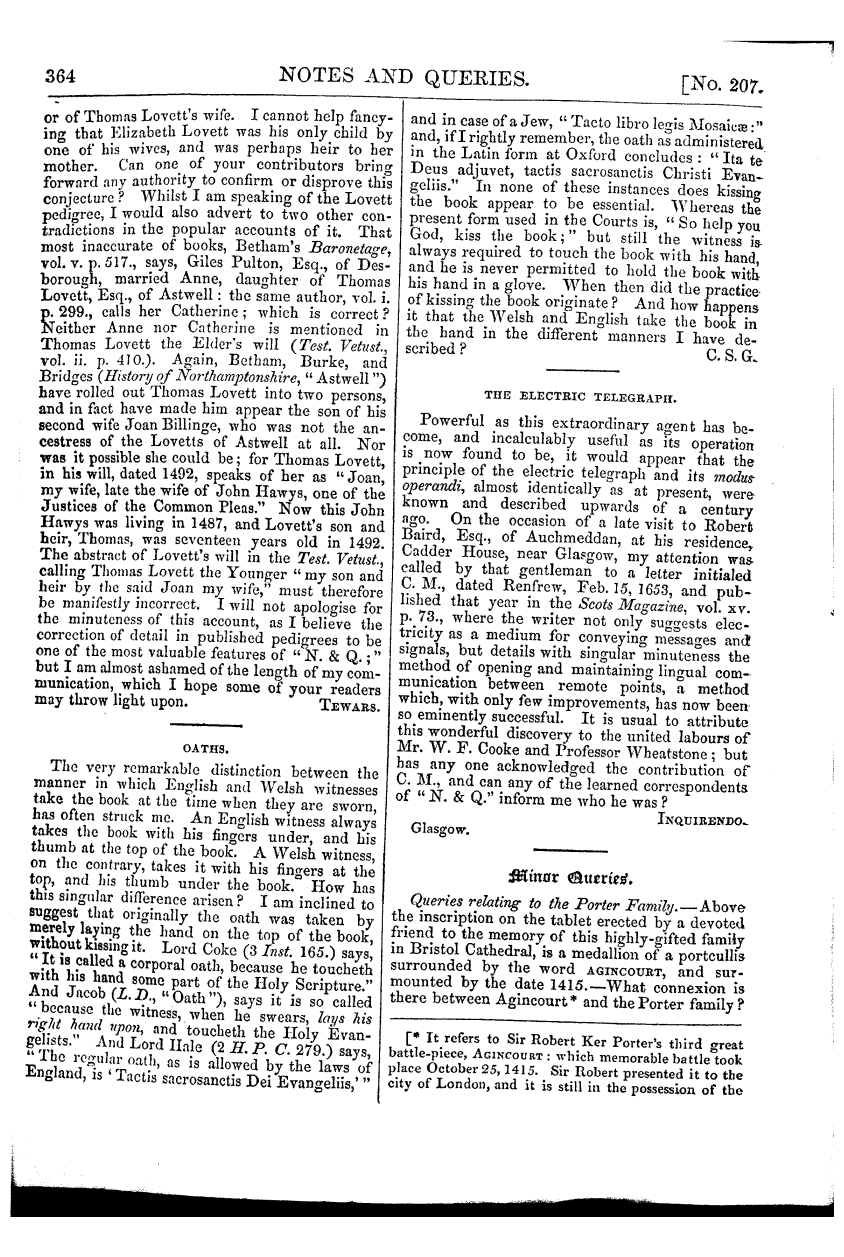 364
NOTES AND QUERIES.
[No. 207.
or of Thomas Lovett's wife. I cannot help fancy-
ing that Elizabeth Lovett was his only child by
one of his wives, and was perhaps heir to her
mother. Can one of your contributors bring
forward any authority to confirm or disprove this
conjecture? Whilst I am speaking of the Lovett
pedigree, I would also advert to two other con-
tradictions in the popular accounts of it. That
most inaccurate of books, Betham's Baronetage,
vol. v. p. 517., says, Giles Pulton, Esq., of Des-
borough, married Anne, daughter of Thomas
Lovett, Esq., of Astwell: the same author, vol. i.
p. 299., calls her Catherine; which is correct?
Neither Anne nor Catherine is mentioned in
Thomas Lovett the Elder's will (Test. Vetust.,
vol. ii. p. 410.). Again, Betham, Burke, and
Bridges (History of Northamptonshire, "Astwell")
have rolled out Thomas Lovett into two persons,
and in fact have made him appear the son of his
second wife Joan Billinge, who was not the an-
cestress of the Lovetts of Astwell at all. Nor
was it possible she could be; for Thomas Lovett,
in his will, dated 1492, speaks of her as "Joan,
my wife, late the wife of John Hawys, one of the
Justices of the Common Pleas." Now this John
Hawys was living in 1487, and Lovett's son and
heir, Thomas, was seventeen years old in 1492.
The abstract of Lovett's will in the Test. Vetust.,
calling Thomas Lovett the Younger "my son and
heir by the said Joan my wife," must therefore
be manifestly incorrect. I will not apologise for
the minuteness of this account, as I believe the
correction of detail in published pedigrees to be
one of the most valuable features of "N. & Q.;"
but I am almost ashamed of the length of my com-
munication, which I hope some of your readers
may throw light upon. TEWARS.
OATHS.
The very remarkable distinction between the
manner in which English and Welsh witnesses
take the book at the time when they are sworn,
has often struck me. An English witness always
takes the book with his fingers under, and his
thumb at the top of the book. A Welsh witness,
on the contrary, takes it with his fingers at the
top, and his thumb under the book. How has
this singular difference arisen? I am inclined to
suggest that originally the oath was taken by
merely laying the hand on the top of the book,
without kissing it. Lord Coke (3 Inst. 165.) says,
"It is called a corporal oath, because he toucheth
with his hand some part of the Holy Scripture."
And Jacob (L. D., "Oath"), says it is so called
"because the witness, when he swears, lays his
right hand upon, and toucheth the Holy Evan-
gelists." And Lord Hale (2 H. P. C. 279.) says,
"The regular oath, as is allowed by the laws of
England, is 'Tactis sacrosanctis Dei Evangeliis,'"
and in case of a Jew, "Tacto libro legis Mosaicæ:"
and, if I rightly remember, the oath as administered
in the Latin form at Oxford concludes: "Ita te
Deus adjuvet, tactis sacrosanctis Christi Evan-
geliis." In none of these instances does kissing
the book appear to be essential. Whereas the
present form used in the Courts is, "So help you
God, kiss the book;" but still the witness is
always required to touch the book with his hand,
and he is never permitted to hold the book with
his hand in a glove. When then did the practice
of kissing the book originate? And how happens
it that the Welsh and English take the book in
the hand in the different manners I have de-
scribed? C. S. G.
THE ELECTRIC TELEGRAPH.
Powerful as this extraordinary agent has be-
come, and incalculably useful as its operation
is now found to be, it would appear that the
principle of the electric telegraph and its modus
operandi, almost identically as at present, were
known and described upwards of a century
ago. On the occasion of a late visit to Robert
Baird, Esq., of Auchmeddan, at his residence,
Cadder House, near Glasgow, my attention was
called by that gentleman to a letter initialed
C. M., dated Renfrew, Feb. 15, 1653, and pub-
lished that year in the Scots Magazine, vol. xv.
p. 73., where the writer not only suggests elec-
tricity as a medium for conveying messages and
signals, but details with singular minuteness the
method of opening and maintaining lingual com-
munication between remote points, a method
which, with only few improvements, has now been
so eminently successful. It is usual to attribute
this wonderful discovery to the united labours of
Mr. W. F. Cooke and Professor Wheatstone; but
has any one acknowledged the contribution of
C. M., and can any of the learned correspondents
of "N. & Q." inform me who he was?
INQUIRENDO.
Glasgow.
Minor Queries.
Queries relating to the Porter Family.—Above
the inscription on the tablet erected by a devoted
friend to the memory of this highly-gifted family
in Bristol Cathedral, is a medallion of a portcullis
surrounded by the word AGINCOURT, and sur-
mounted by the date 1415.—What connexion is
there between Agincourt* and the Porter family?
[* It refers to Sir Robert Ker Porter's third great
battle-piece, AGINCOURT: which memorable battle took
place October 25, 1415. Sir Robert presented it to the
city of London, and it is still in the possession of the